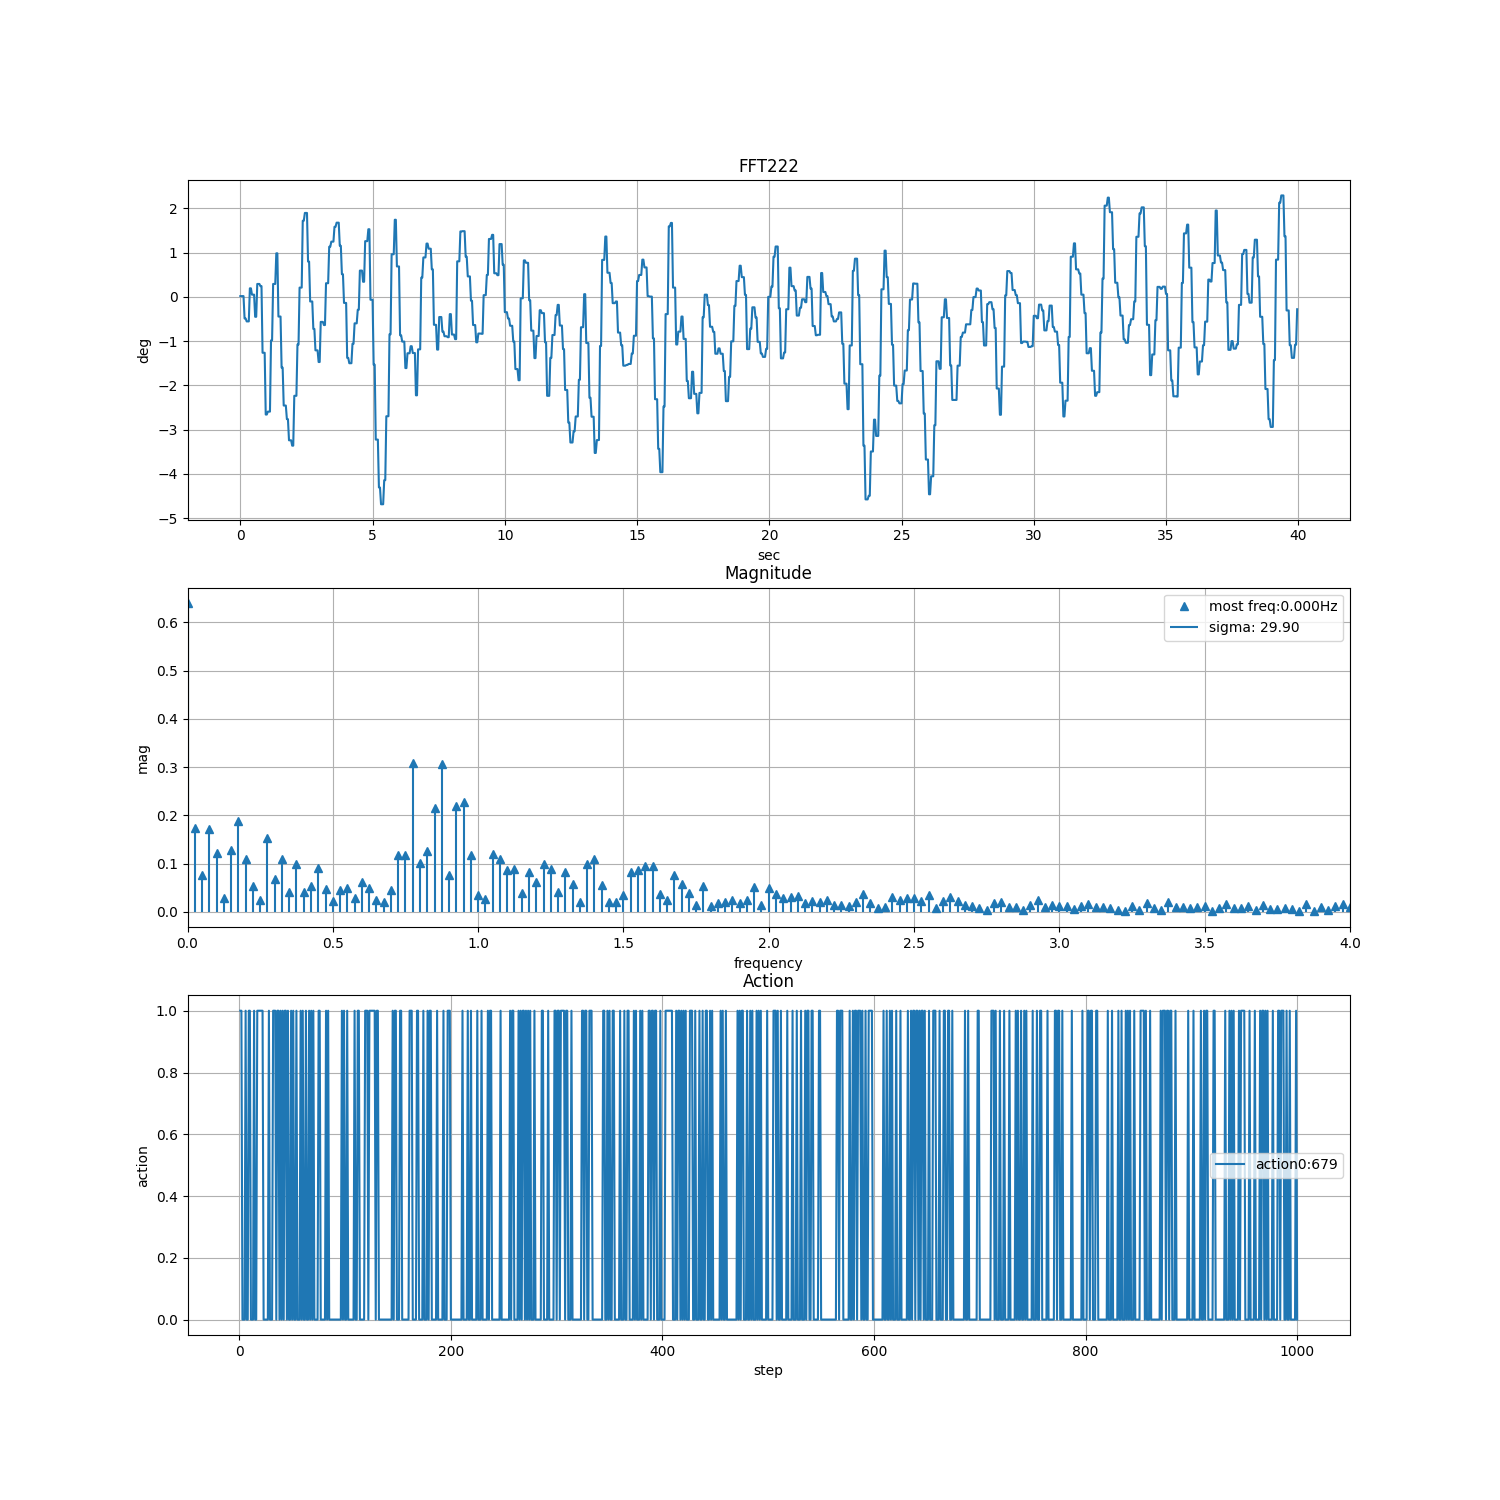 FFT222
2
1
0
−1
−2
−3
−4
−5
deg
0 5 10 15 20 25 30 35 40
sec
Magnitude
0.6
0.5
0.4
0.3
0.2
0.1
0.0
mag
most freq:0.000Hz
sigma: 29.90
0.0 0.5 1.0 1.5 2.0 2.5 3.0 3.5 4.0
frequency
Action
1.0
0.8
0.6
0.4
0.2
0.0
action
action0:679
0 200 400 600 800 1000
step